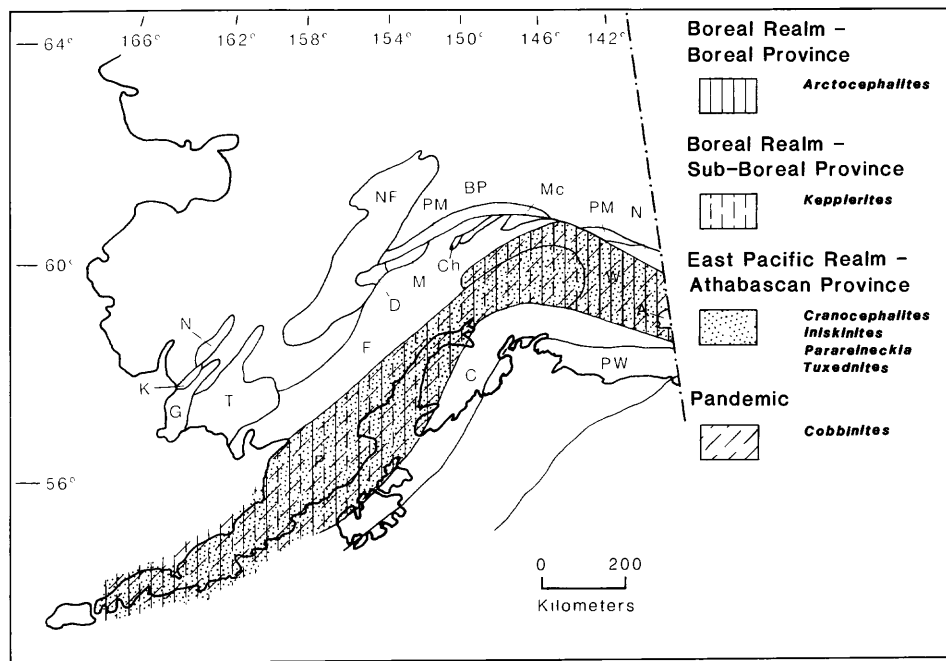 166° 162° 158° 154° 150° 146° 142°
64°
60°
56°
NF
PM
BP
Mc
PM
N
Ch
M
D
W
A
N
F
K
G
T
C
PW
P
0 200
Kilometers
Boreal Realm –
Boreal Province
Arctocephalites
Boreal Realm –
Sub-Boreal Province
Kepplerites
East Pacific Realm –
Athabascan Province
Cranocephalites
Iniskinites
Parareineckia
Tuxednites
Pandemic
Cobbinites